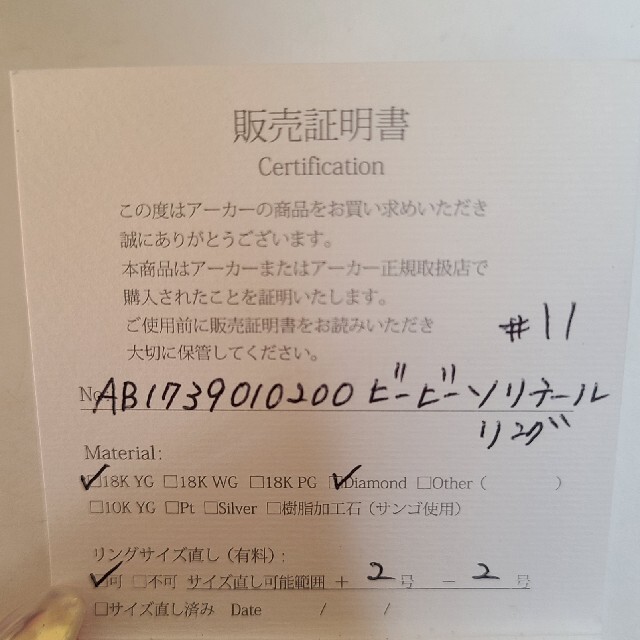 販売証明書
Certification
この度はアーカーの商品をお買い求めいただき
誠にありがとうございます。
本商品はアーカーまたはアーカー正規取扱店で
購入されたことを証明いたします。
ご使用前に販売証明書をお読みいただき
大切に保管してください。
#11
No. AB1739010200 ビービーソリテール
リング
Material:
✓□18K YG □18K WG □18K PG ✓□Diamond □Other ( )
□10K YG □Pt □Silver □樹脂加工石（サンゴ使用）
リングサイズ直し（有料）:
✓□可 □不可 サイズ直し可能範囲 + 2 号 − 2 号
□サイズ直し済み Date / /